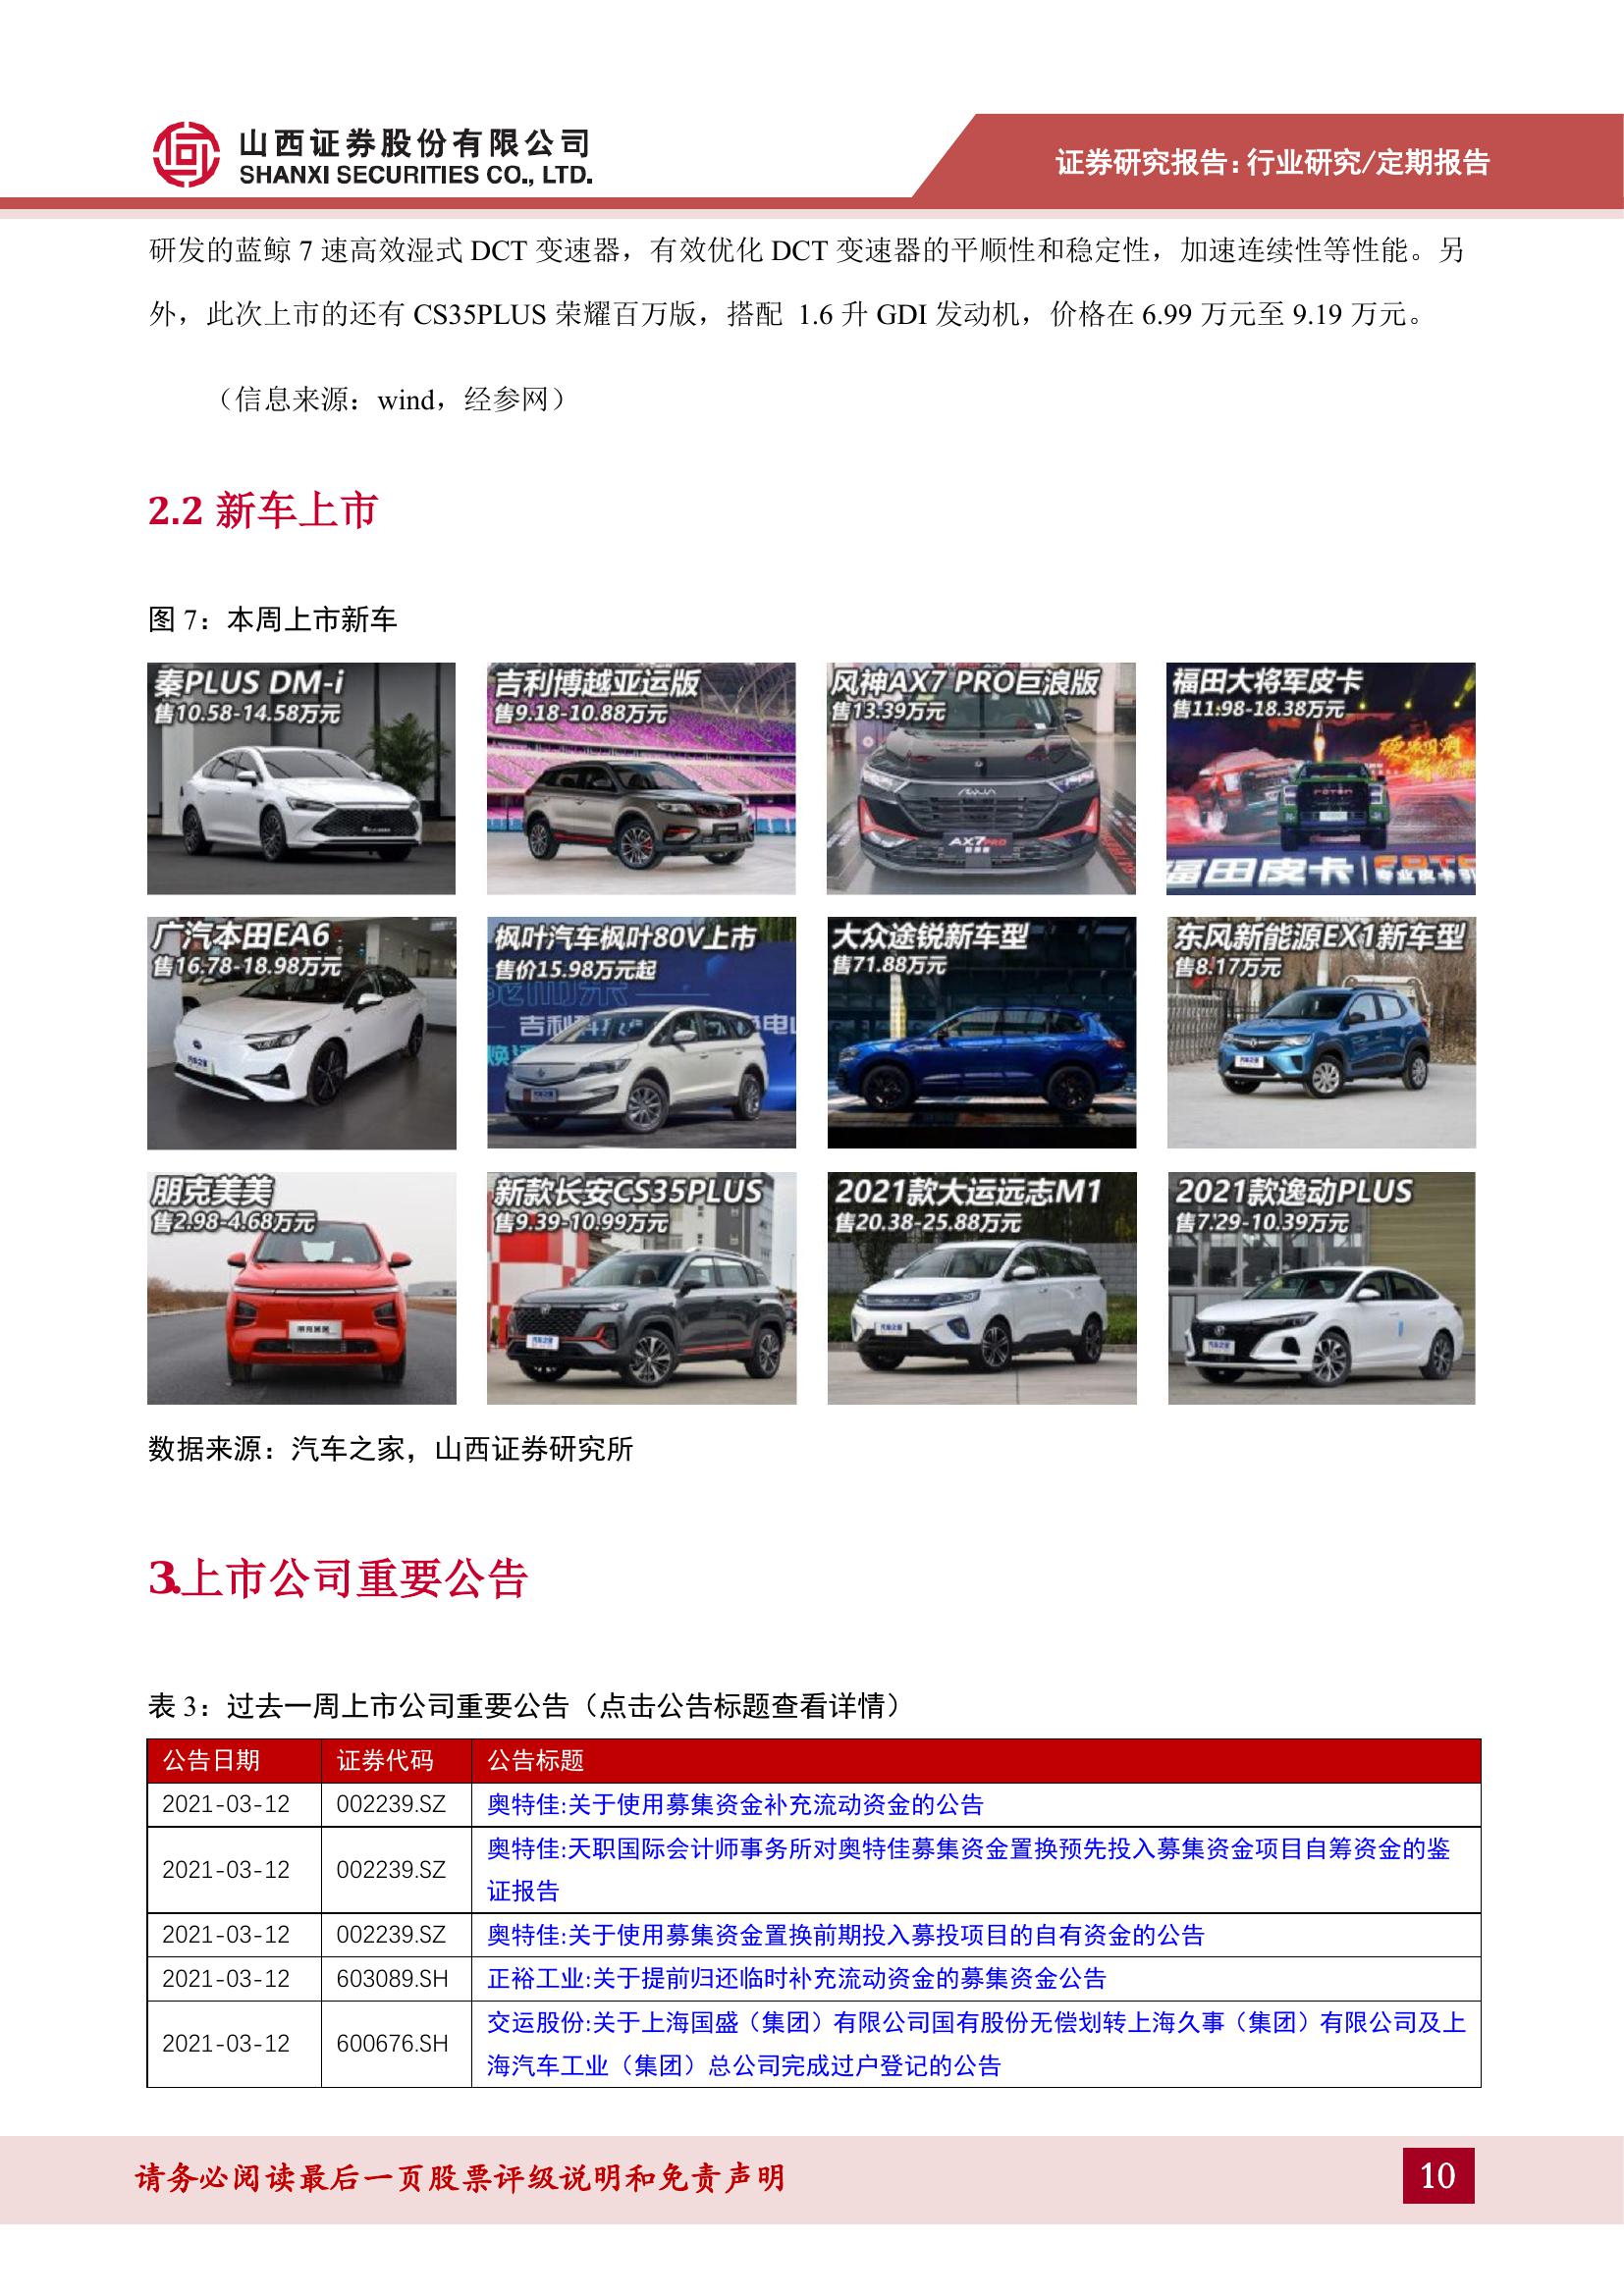 山西证券股份有限公司
SHANXI SECURITIES CO., LTD.
证券研究报告:行业研究/定期报告
研发的蓝鲸 7 速高效湿式 DCT 变速器，有效优化 DCT 变速器的平顺性和稳定性，加速连续性等性能。另
外，此次上市的还有 CS35PLUS 荣耀百万版，搭配 1.6 升 GDI 发动机，价格在 6.99 万元至 9.19 万元。
（信息来源：wind，经参网）
2.2 新车上市
图 7：本周上市新车
秦PLUS DM-i
售10.58-14.58万元
吉利博越亚运版
售9.18-10.88万元
风神AX7 PRO巨浪版
售13.39万元
AX7 PRO
福田大将军皮卡
售11.98-18.38万元
FOTON
福田皮卡
广汽本田EA6
售16.78-18.98万元
汽车之家
枫叶汽车枫叶80V上市
售价15.98万元起
大众途锐新车型
售71.88万元
东风新能源EX1新车型
售8.17万元
汽车之家
朋克美美
售2.98-4.68万元
朋克美美
新款长安CS35PLUS
售9.39-10.99万元
汽车之家
2021款大运远志M1
售20.38-25.88万元
汽车之家
2021款逸动PLUS
售7.29-10.39万元
汽车之家
数据来源：汽车之家，山西证券研究所
3.上市公司重要公告
表 3：过去一周上市公司重要公告（点击公告标题查看详情）
公告日期 证券代码 公告标题
2021-03-12 002239.SZ 奥特佳:关于使用募集资金补充流动资金的公告
2021-03-12 002239.SZ 奥特佳:天职国际会计师事务所对奥特佳募集资金置换预先投入募集资金项目自筹资金的鉴
证报告
2021-03-12 002239.SZ 奥特佳:关于使用募集资金置换前期投入募投项目的自有资金的公告
2021-03-12 603089.SH 正裕工业:关于提前归还临时补充流动资金的募集资金公告
2021-03-12 600676.SH 交运股份:关于上海国盛（集团）有限公司国有股份无偿划转上海久事（集团）有限公司及上
海汽车工业（集团）总公司完成过户登记的公告
请务必阅读最后一页股票评级说明和免责声明
10